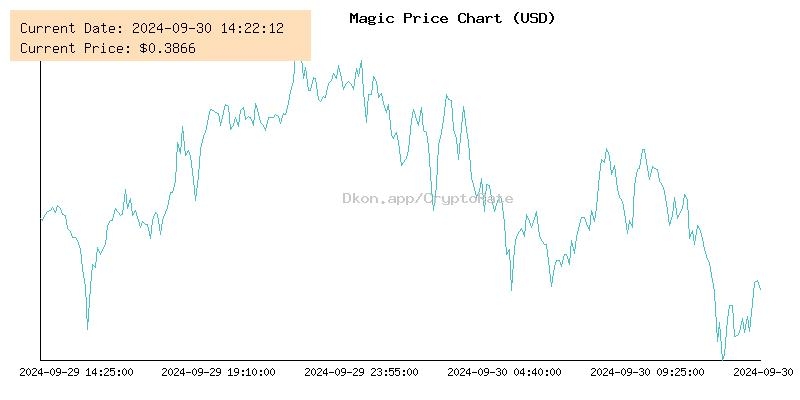 Magic Price Chart (USD)
Current Date: 2024-09-30 14:22:12
Current Price: $0.3866
Dkon.app/CryptoRate
2024-09-29 14:25:00 2024-09-29 19:10:00 2024-09-29 23:55:00 2024-09-30 04:40:00 2024-09-30 09:25:00 2024-09-30